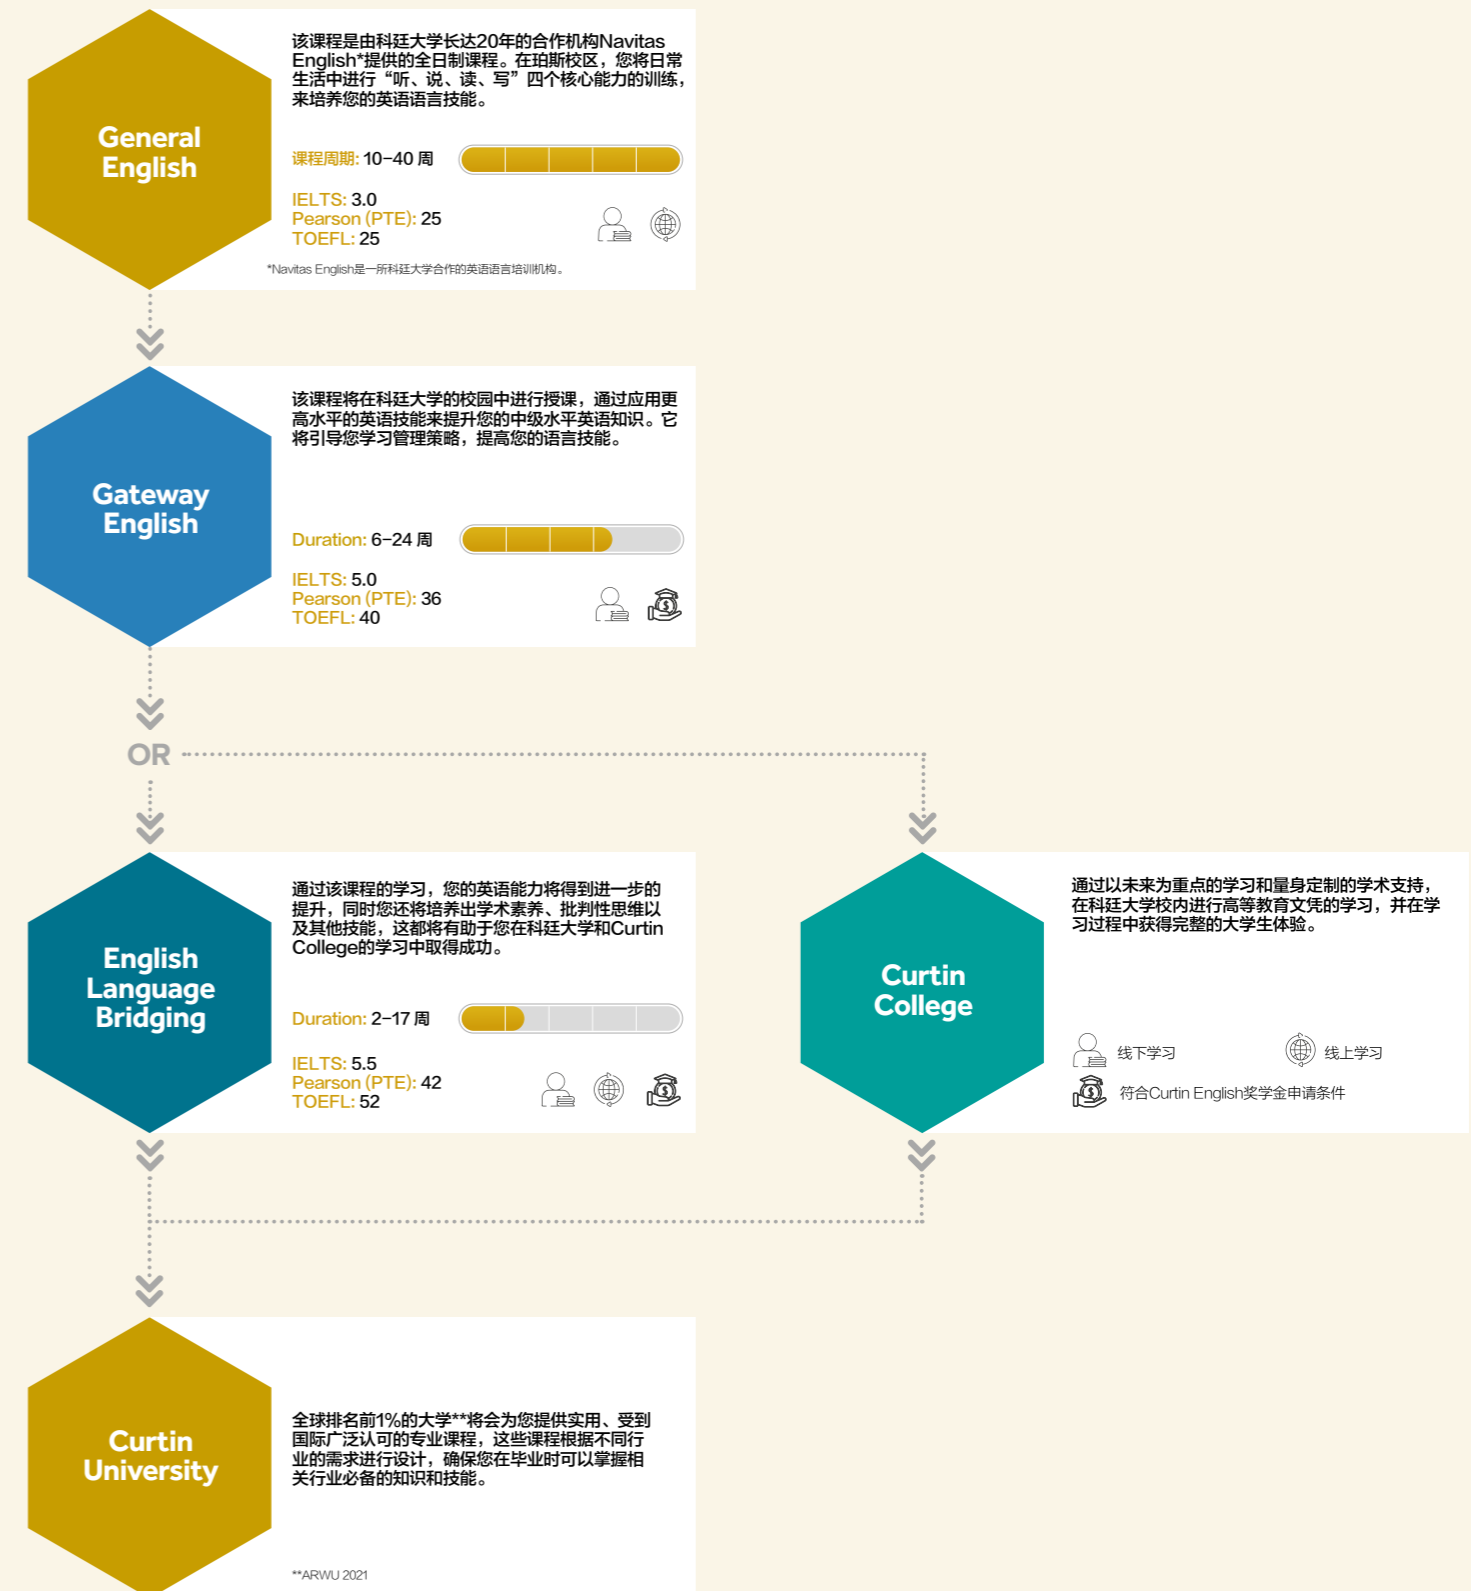 General
English
该课程是由科廷大学长达20年的合作机构Navitas
English*提供的全日制课程。在珀斯校区，您将日常
生活中进行“听、说、读、写”四个核心能力的训练，
来培养您的英语语言技能。
课程周期: 10-40 周
IELTS: 3.0
Pearson (PTE): 25
TOEFL: 25
*Navitas English是一所科廷大学合作的英语语言培训机构。
Gateway
English
该课程将在科廷大学的校园中进行授课，通过应用更
高水平的英语技能来提升您的中级水平英语知识。它
将引导您学习管理策略，提高您的语言技能。
Duration: 6-24 周
IELTS: 5.0
Pearson (PTE): 36
TOEFL: 40
OR
English
Language
Bridging
通过该课程的学习，您的英语能力将得到进一步的
提升，同时您还将培养出学术素养、批判性思维以
及其他技能，这都将有助于您在科廷大学和Curtin
College的学习中取得成功。
Duration: 2-17 周
IELTS: 5.5
Pearson (PTE): 42
TOEFL: 52
Curtin
College
通过以未来为重点的学习和量身定制的学术支持，
在科廷大学校内进行高等教育文凭的学习，并在学
习过程中获得完整的大学生体验。
线下学习
线上学习
符合Curtin English奖学金申请条件
Curtin
University
全球排名前1%的大学**将会为您提供实用、受到
国际广泛认可的专业课程，这些课程根据不同行
业的需求进行设计，确保您在毕业时可以掌握相
关行业必备的知识和技能。
**ARWU 2021